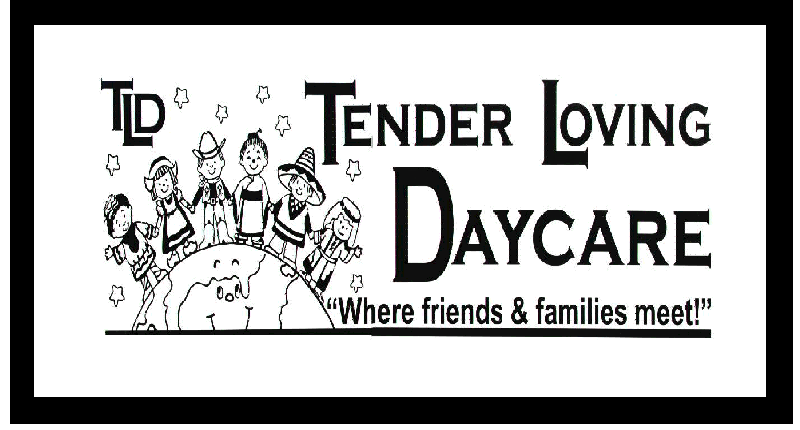 TLD
TENDER LOVING
DAYCARE
“Where friends & families meet!”